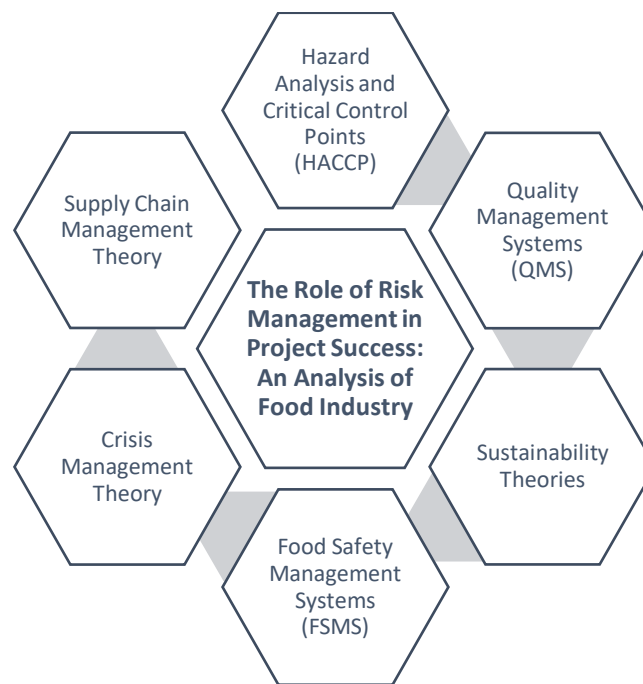 Hazard
Analysis and
Critical Control
Points
(HACCP)
Quality
Management
Systems
(QMS)
Supply Chain
Management
Theory
The Role of Risk
Management in
Project Success:
An Analysis of
Food Industry
Sustainability
Theories
Crisis
Management
Theory
Food Safety
Management
Systems
(FSMS)